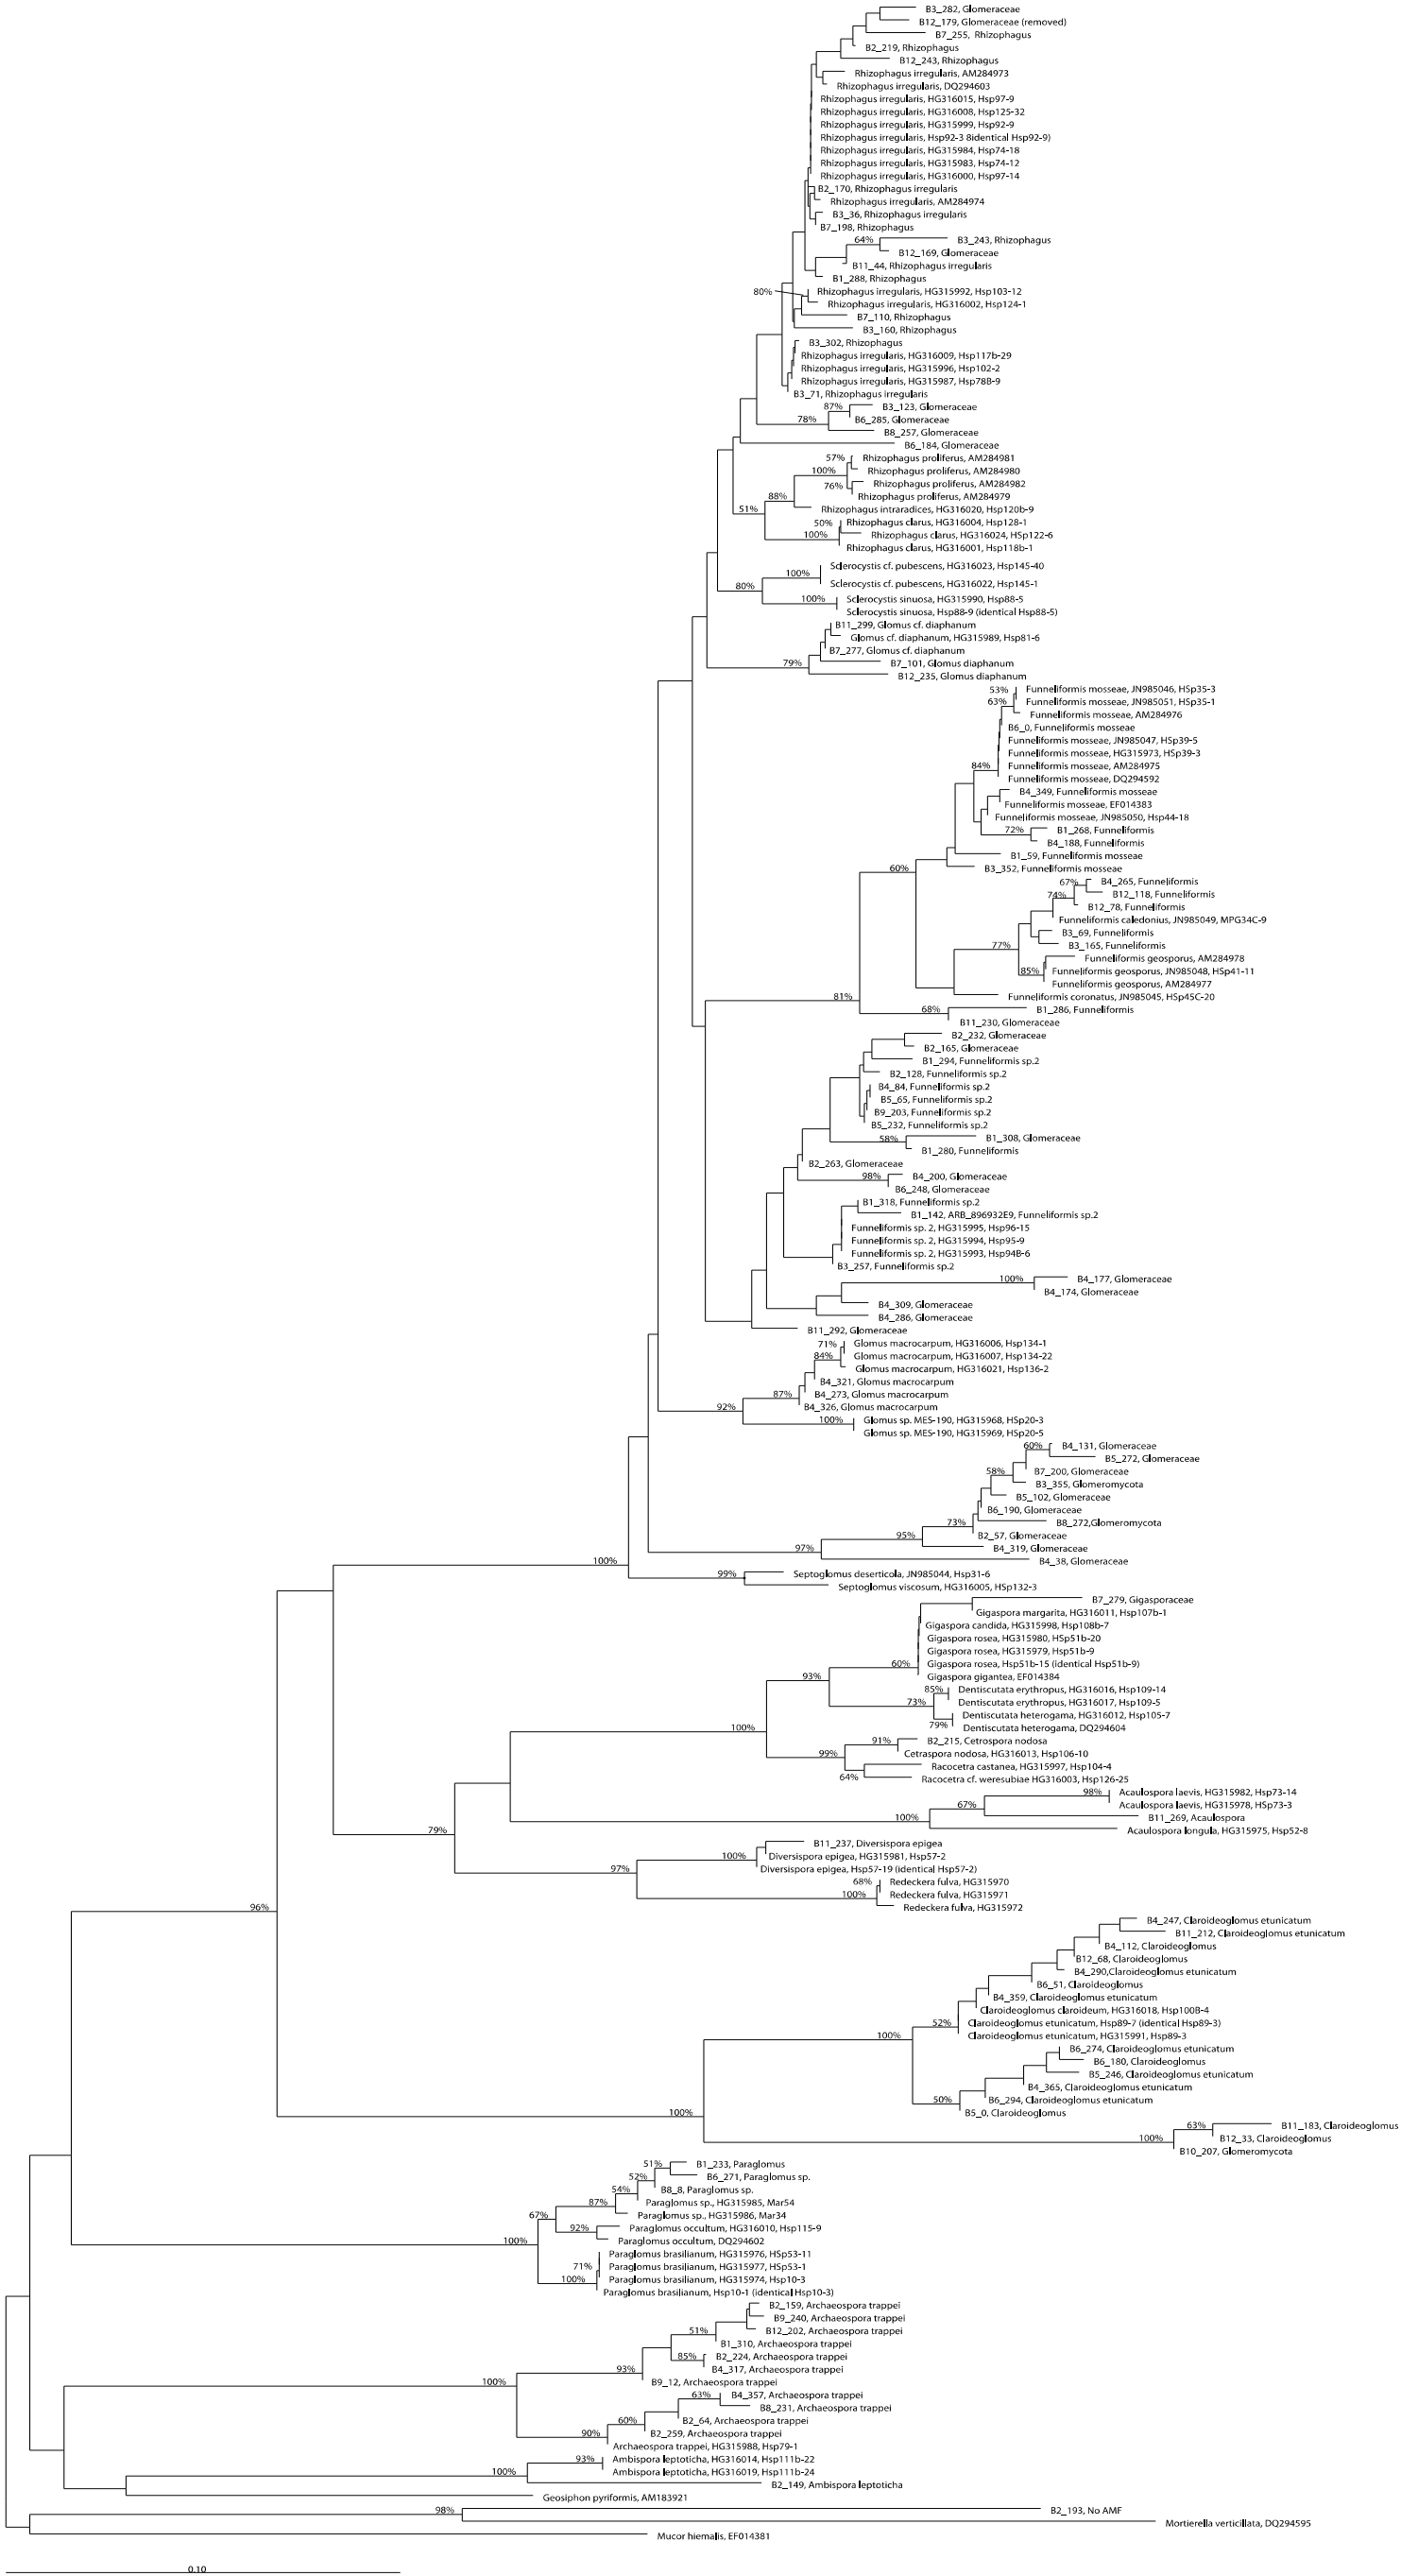 B3_282, Glomeraceae
B12_179, Glomeraceae (removed)
B7_255, Rhizophagus
B2_219, Rhizophagus
B12_243, Rhizophagus
Rhizophagus irregularis, AM284973
Rhizophagus irregularis, DQ294603
Rhizophagus irregularis, HG316015, Hsp97-9
Rhizophagus irregularis, HG316008, Hsp125-32
Rhizophagus irregularis, HG315999, Hsp92-9
Rhizophagus irregularis, Hsp92-3 8identical Hsp92-9)
Rhizophagus irregularis, HG315984, Hsp74-18
Rhizophagus irregularis, HG315983, Hsp74-12
Rhizophagus irregularis, HG316000, Hsp97-14
B2_170, Rhizophagus irregularis
Rhizophagus irregularis, AM284974
B3_36, Rhizophagus irregularis
B7_198, Rhizophagus
64% B3_243, Rhizophagus
B12_169, Glomeraceae
B11_44, Rhizophagus irregularis
B1_288, Rhizophagus
80% Rhizophagus irregularis, HG315992, Hsp103-12
Rhizophagus irregularis, HG316002, Hsp124-1
B7_110, Rhizophagus
B3_160, Rhizophagus
B3_302, Rhizophagus
Rhizophagus irregularis, HG316009, Hsp117b-29
Rhizophagus irregularis, HG315996, Hsp102-2
Rhizophagus irregularis, HG315987, Hsp78B-9
B3_71, Rhizophagus irregularis
87% B3_123, Glomeraceae
78% B6_285, Glomeraceae
B8_257, Glomeraceae
B6_184, Glomeraceae
57% Rhizophagus proliferus, AM284981
100% Rhizophagus proliferus, AM284980
76% Rhizophagus proliferus, AM284982
88% Rhizophagus proliferus, AM284979
51% Rhizophagus intraradices, HG316020, Hsp120b-9
50% Rhizophagus clarus, HG316004, Hsp128-1
100% Rhizophagus clarus, HG316024, HSp122-6
Rhizophagus clarus, HG316001, Hsp118b-1
100% Sclerocystis cf. pubescens, HG316023, Hsp145-40
80% Sclerocystis cf. pubescens, HG316022, Hsp145-1
100% Sclerocystis sinuosa, HG315990, Hsp88-5
Sclerocystis sinuosa, Hsp88-9 (identical Hsp88-5)
B11_299, Glomus cf. diaphanum
Glomus cf. diaphanum, HG315989, Hsp81-6
B7_277, Glomus cf. diaphanum
79% B7_101, Glomus diaphanum
B12_235, Glomus diaphanum
53% Funneliformis mosseae, JN985046, HSp35-3
63% Funneliformis mosseae, JN985051, HSp35-1
Funneliformis mosseae, AM284976
B6_0, Funneliformis mosseae
Funneliformis mosseae, JN985047, HSp39-5
Funneliformis mosseae, HG315973, HSp39-3
84% Funneliformis mosseae, AM284975
Funneliformis mosseae, DQ294592
B4_349, Funneliformis mosseae
Funneliformis mosseae, EF014383
Funneliformis mosseae, JN985050, Hsp44-18
72% B1_268, Funneliformis
B4_188, Funneliformis
B1_59, Funneliformis mosseae
60% B3_352, Funneliformis mosseae
67% B4_265, Funneliformis
74% B12_118, Funneliformis
B12_78, Funneliformis
Funneliformis caledonius, JN985049, MPG34C-9
B3_69, Funneliformis
77% B3_165, Funneliformis
Funneliformis geosporus, AM284978
85% Funneliformis geosporus, JN985048, HSp41-11
Funneliformis geosporus, AM284977
81% Funneliformis coronatus, JN985045, HSp45C-20
68% B1_286, Funneliformis
B11_230, Glomeraceae
B2_232, Glomeraceae
B2_165, Glomeraceae
B1_294, Funneliformis sp.2
B2_128, Funneliformis sp.2
B4_84, Funneliformis sp.2
B5_65, Funneliformis sp.2
B9_203, Funneliformis sp.2
B5_232, Funneliformis sp.2
58% B1_308, Glomeraceae
B1_280, Funneliformis
B2_263, Glomeraceae
98% B4_200, Glomeraceae
B6_248, Glomeraceae
B1_318, Funneliformis sp.2
B1_142, ARB_896932E9, Funneliformis sp.2
Funneliformis sp. 2, HG315995, Hsp96-15
Funneliformis sp. 2, HG315994, Hsp95-9
Funneliformis sp. 2, HG315993, Hsp94B-6
B3_257, Funneliformis sp.2
100% B4_177, Glomeraceae
B4_174, Glomeraceae
B4_309, Glomeraceae
B4_286, Glomeraceae
B11_292, Glomeraceae
71% Glomus macrocarpum, HG316006, Hsp134-1
84% Glomus macrocarpum, HG316007, Hsp134-22
Glomus macrocarpum, HG316021, Hsp136-2
B4_321, Glomus macrocarpum
87% B4_273, Glomus macrocarpum
92% B4_326, Glomus macrocarpum
100% Glomus sp. MES-190, HG315968, HSp20-3
Glomus sp. MES-190, HG315969, HSp20-5
60% B4_131, Glomeraceae
B5_272, Glomeraceae
58% B7_200, Glomeraceae
B3_355, Glomeromycota
B5_102, Glomeraceae
B6_190, Glomeraceae
73% B8_272,Glomeromycota
95% B2_57, Glomeraceae
97% B4_319, Glomeraceae
100% B4_38, Glomeraceae
99% Septoglomus deserticola, JN985044, Hsp31-6
Septoglomus viscosum, HG316005, HSp132-3
B7_279, Gigasporaceae
Gigaspora margarita, HG316011, Hsp107b-1
Gigaspora candida, HG315998, Hsp108b-7
Gigaspora rosea, HG315980, HSp51b-20
Gigaspora rosea, HG315979, Hsp51b-9
60% Gigaspora rosea, Hsp51b-15 (identical Hsp51b-9)
93% Gigaspora gigantea, EF014384
85% Dentiscutata erythropus, HG316016, Hsp109-14
73% Dentiscutata erythropus, HG316017, Hsp109-5
Dentiscutata heterogama, HG316012, Hsp105-7
79% Dentiscutata heterogama, DQ294604
100% 91% B2_215, Cetrospora nodosa
99% Cetraspora nodosa, HG316013, Hsp106-10
Racocetra castanea, HG315997, Hsp104-4
64% Racocetra cf. weresubiae HG316003, Hsp126-25
98% Acaulospora laevis, HG315982, Hsp73-14
67% Acaulospora laevis, HG315978, HSp73-3
100% B11_269, Acaulospora
79% Acaulospora longula, HG315975, Hsp52-8
B11_237, Diversispora epigea
100% Diversispora epigea, HG315981, Hsp57-2
97% Diversispora epigea, Hsp57-19 (identical Hsp57-2)
68% Redeckera fulva, HG315970
100% Redeckera fulva, HG315971
96% Redeckera fulva, HG315972
B4_247, Claroideoglomus etunicatum
B11_212, Claroideoglomus etunicatum
B4_112, Claroideoglomus
B12_68, Claroideoglomus
B4_290,Claroideoglomus etunicatum
B6_51, Claroideoglomus
B4_359, Claroideoglomus etunicatum
Claroideoglomus claroideum, HG316018, Hsp100B-4
52% Claroideoglomus etunicatum, Hsp89-7 (identical Hsp89-3)
100% Claroideoglomus etunicatum, HG315991, Hsp89-3
B6_274, Claroideoglomus etunicatum
B6_180, Claroideoglomus
B5_246, Claroideoglomus etunicatum
B4_365, Claroideoglomus etunicatum
50% B6_294, Claroideoglomus etunicatum
100% B5_0, Claroideoglomus
63% B11_183, Claroideoglomus
100% B12_33, Claroideoglomus
B10_207, Glomeromycota
51% B1_233, Paraglomus
52% B6_271, Paraglomus sp.
54% B8_8, Paraglomus sp.
87% Paraglomus sp., HG315985, Mar54
67% Paraglomus sp., HG315986, Mar34
92% Paraglomus occultum, HG316010, Hsp115-9
100% Paraglomus occultum, DQ294602
Paraglomus brasilianum, HG315976, HSp53-11
71% Paraglomus brasilianum, HG315977, HSp53-1
100% Paraglomus brasilianum, HG315974, Hsp10-3
Paraglomus brasilianum, Hsp10-1 (identical Hsp10-3)
B2_159, Archaeospora trappei
B9_240, Archaeospora trappei
51% B12_202, Archaeospora trappei
B1_310, Archaeospora trappei
85% B2_224, Archaeospora trappei
93% B4_317, Archaeospora trappei
100% B9_12, Archaeospora trappei
63% B4_357, Archaeospora trappei
B8_231, Archaeospora trappei
60% B2_64, Archaeospora trappei
90% B2_259, Archaeospora trappei
Archaeospora trappei, HG315988, Hsp79-1
93% Ambispora leptoticha, HG316014, Hsp111b-22
100% Ambispora leptoticha, HG316019, Hsp111b-24
B2_149, Ambispora leptoticha
Geosiphon pyriformis, AM183921
98% B2_193, No AMF
Mortierella verticillata, DQ294595
Mucor hiemalis, EF014381
0.10